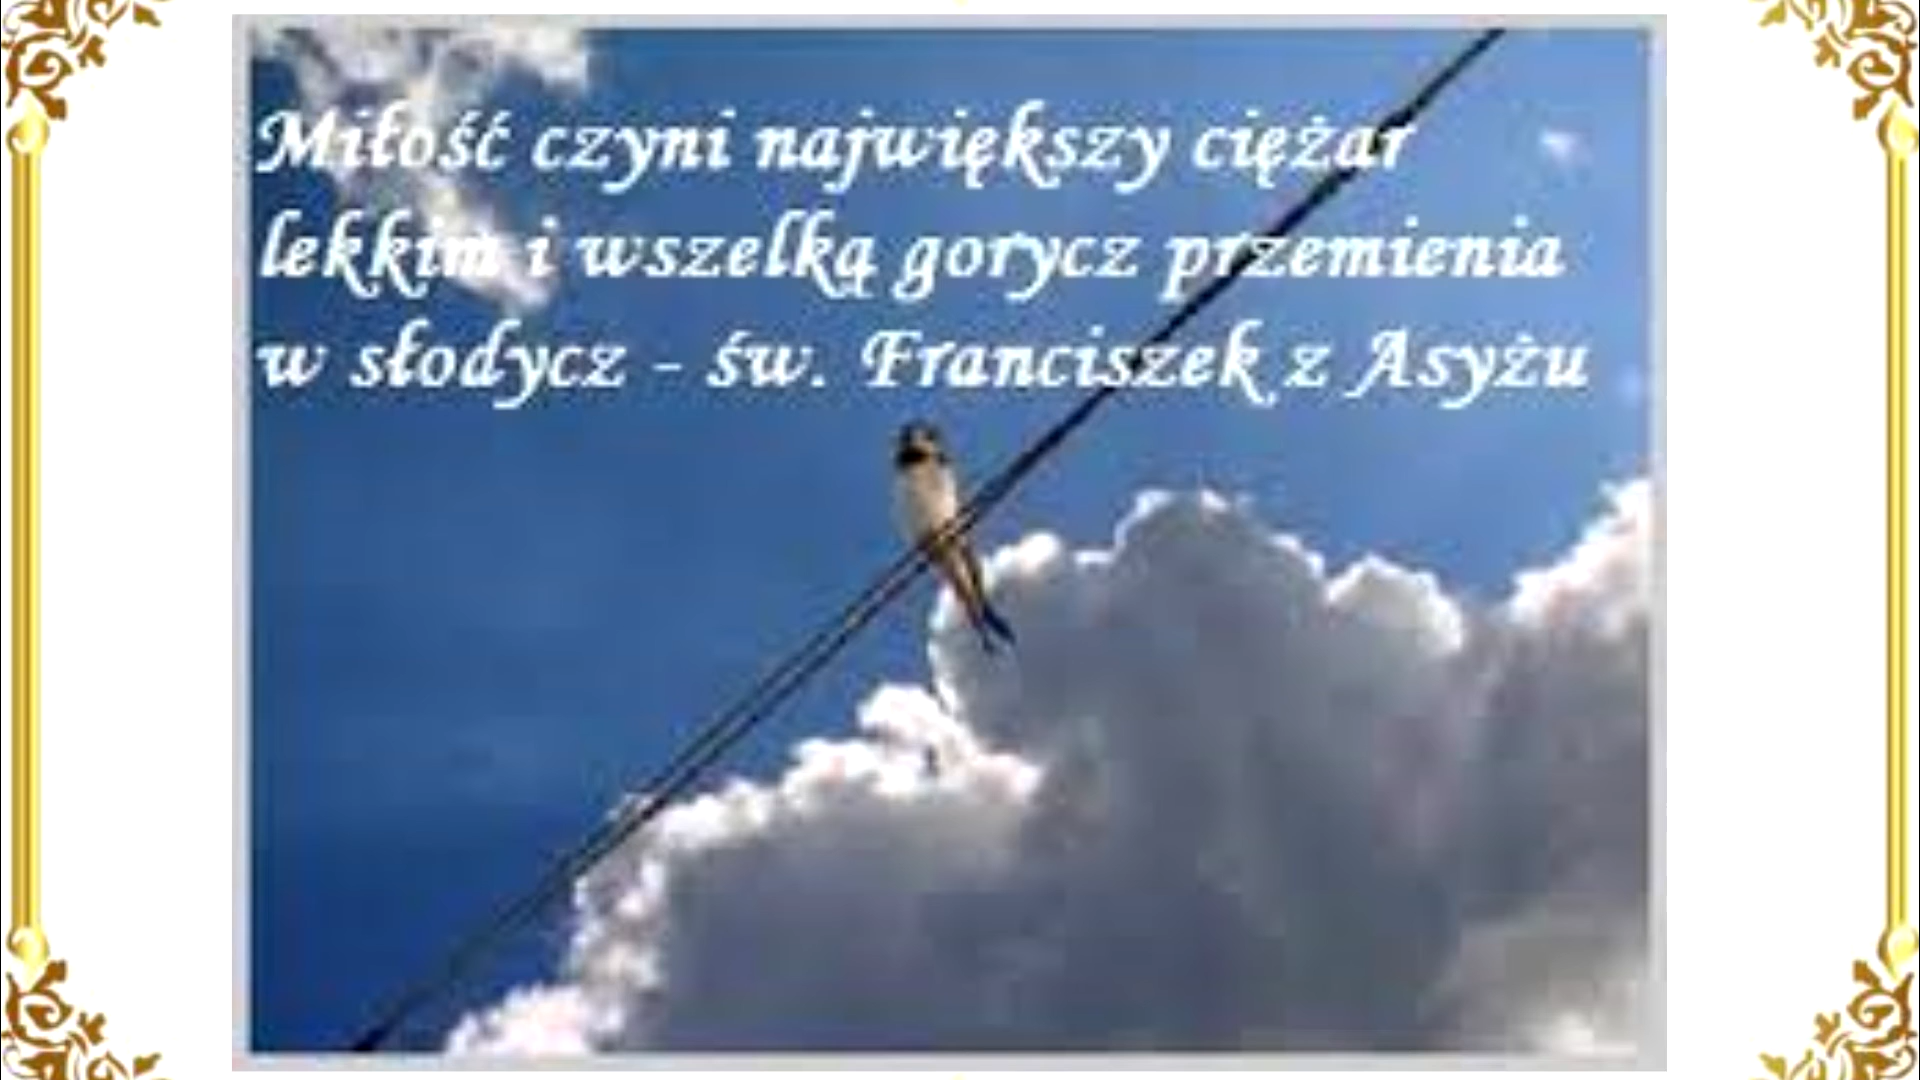 Miłość czyni największy ciężar
lekkim i wszelką gorycz przemienia
w słodycz - św. Franciszek z Asyżu